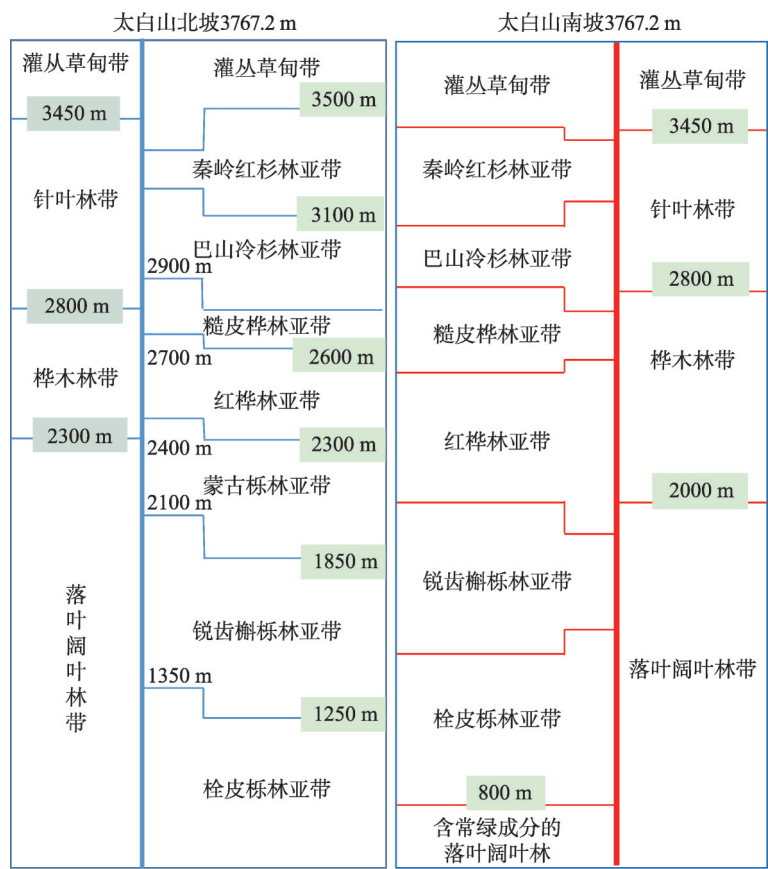 太白山北坡3767.2 m
灌从草甸带
3450 m
针叶林带
2800 m
桦木林带
2300 m
落叶阔叶林带
灌丛草甸带
3500 m
秦岭红杉林亚带
3100 m
巴山冷杉林亚带
2900 m
糙皮桦林亚带
2700 m
2600 m
红桦林亚带
2300 m
2400 m
蒙古栎林亚带
2100 m
1850 m
锐齿槲栎林亚带
1350 m
1250 m
栓皮栎林亚带
太白山南坡3767.2 m
灌丛草甸带
秦岭红杉林亚带
巴山冷杉林亚带
糙皮桦林亚带
红桦林亚带
锐齿槲栎林亚带
栓皮栎林亚带
800 m
含常绿成分的
落叶阔叶林
灌丛草甸带
3450 m
针叶林带
2800 m
桦木林带
2000 m
落叶阔叶林带